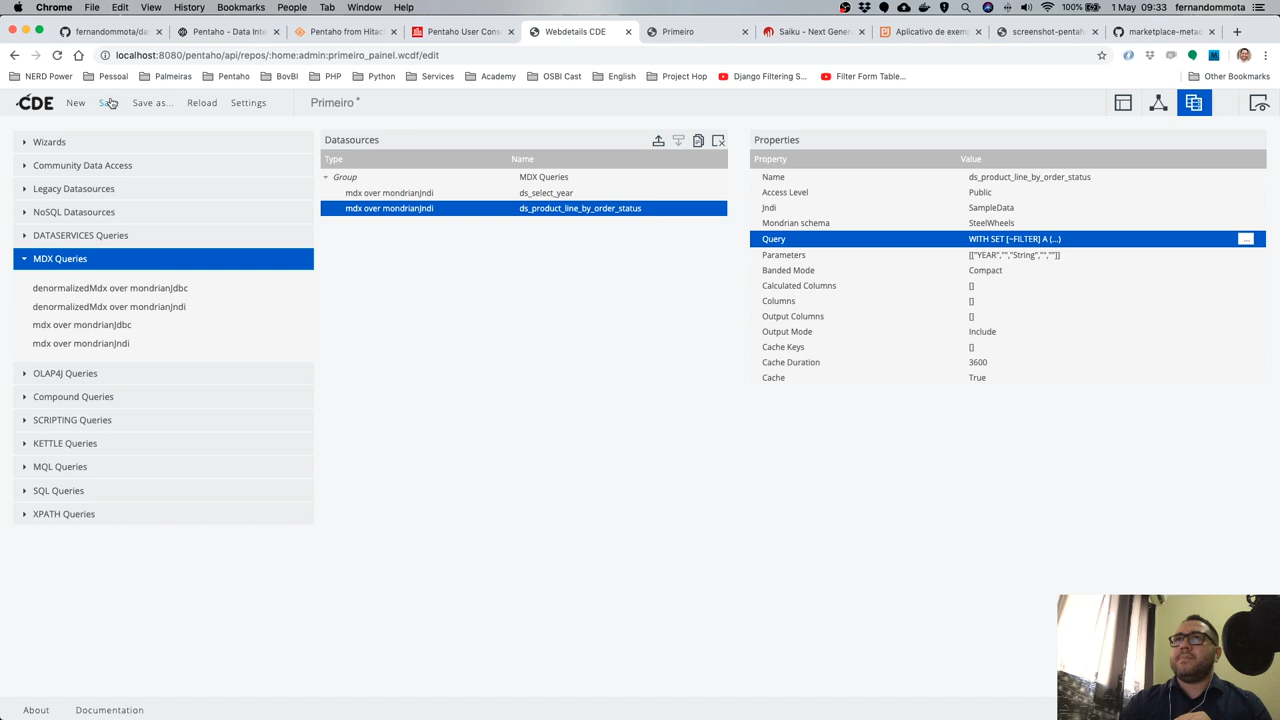 Chrome File Edit View History Bookmarks People Tab Window Help 100% 1 May 09:33 fernandommota
fernandommota/da Pentaho - Data Inte Pentaho from Hitach Pentaho User Conso Webdetails CDE Primeiro Saiku - Next Genera Aplicativo de exemp screenshot-pentah marketplace-metad
localhost:8080/pentaho/api/repos/:home:admin:primeiro_painel.wcdf/edit
NERD Power Pessoal Palmeiras Pentaho BovBI PHP Python Services Academy OSBI Cast English Project Hop Django Filtering S... Filter Form Table... Other Bookmarks
CDE New Save as... Reload Settings Primeiro *
Wizards
Community Data Access
Legacy Datasources
NoSQL Datasources
DATASERVICES Queries
MDX Queries
denormalizedMdx over mondrianJdbc
denormalizedMdx over mondrianJndi
mdx over mondrianJdbc
mdx over mondrianJndi
OLAP4J Queries
Compound Queries
SCRIPTING Queries
KETTLE Queries
MQL Queries
SQL Queries
XPATH Queries
Datasources
Type Name
Group MDX Queries
mdx over mondrianJndi ds_select_year
mdx over mondrianJndi ds_product_line_by_order_status
Properties
Property Value
Name ds_product_line_by_order_status
Access Level Public
Jndi SampleData
Mondrian schema SteelWheels
Query WITH SET [~FILTER] A (...) ...
Parameters [["YEAR","","String","",""]]
Banded Mode Compact
Calculated Columns []
Columns []
Output Columns []
Output Mode Include
Cache Keys []
Cache Duration 3600
Cache True
About Documentation